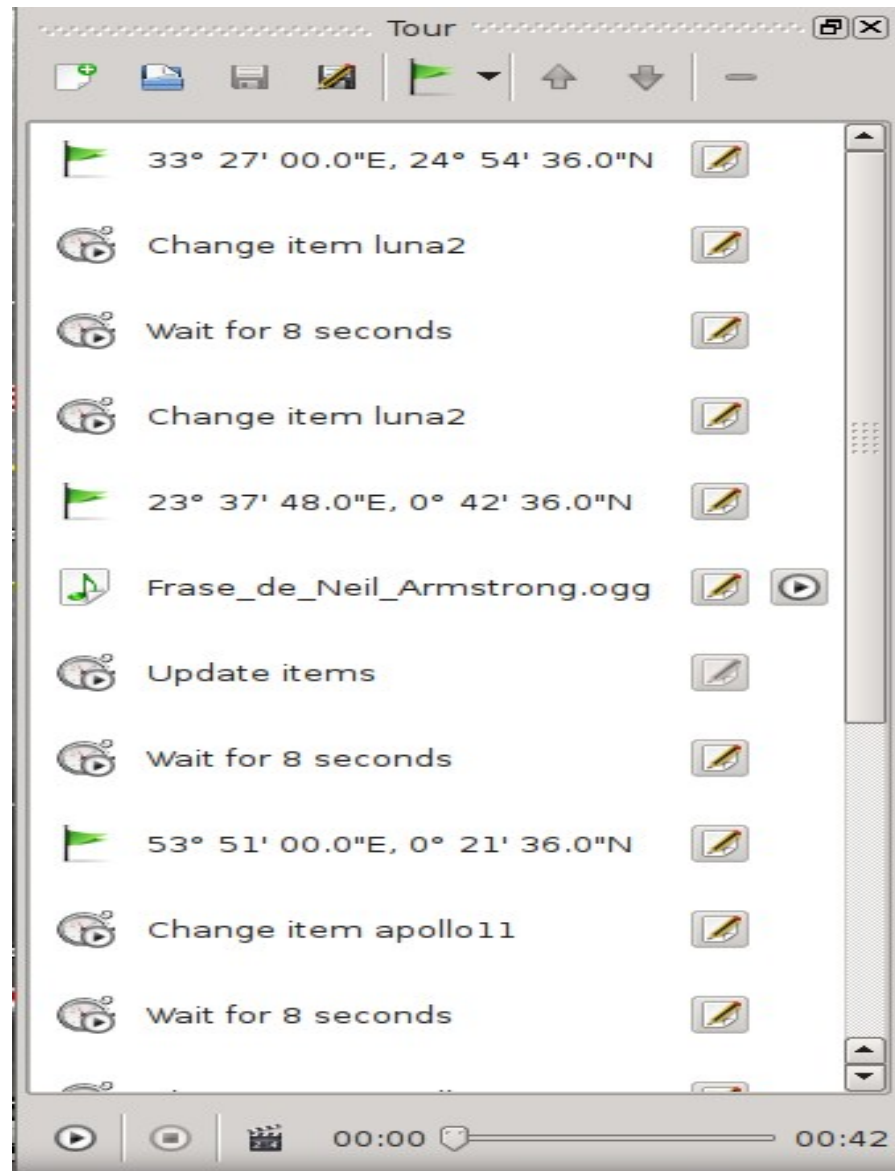 Tour
33° 27' 00.0"E, 24° 54' 36.0"N
Change item luna2
Wait for 8 seconds
Change item luna2
23° 37' 48.0"E, 0° 42' 36.0"N
Frase_de_Neil_Armstrong.ogg
Update items
Wait for 8 seconds
53° 51' 00.0"E, 0° 21' 36.0"N
Change item apollo11
Wait for 8 seconds
00:00 00:42